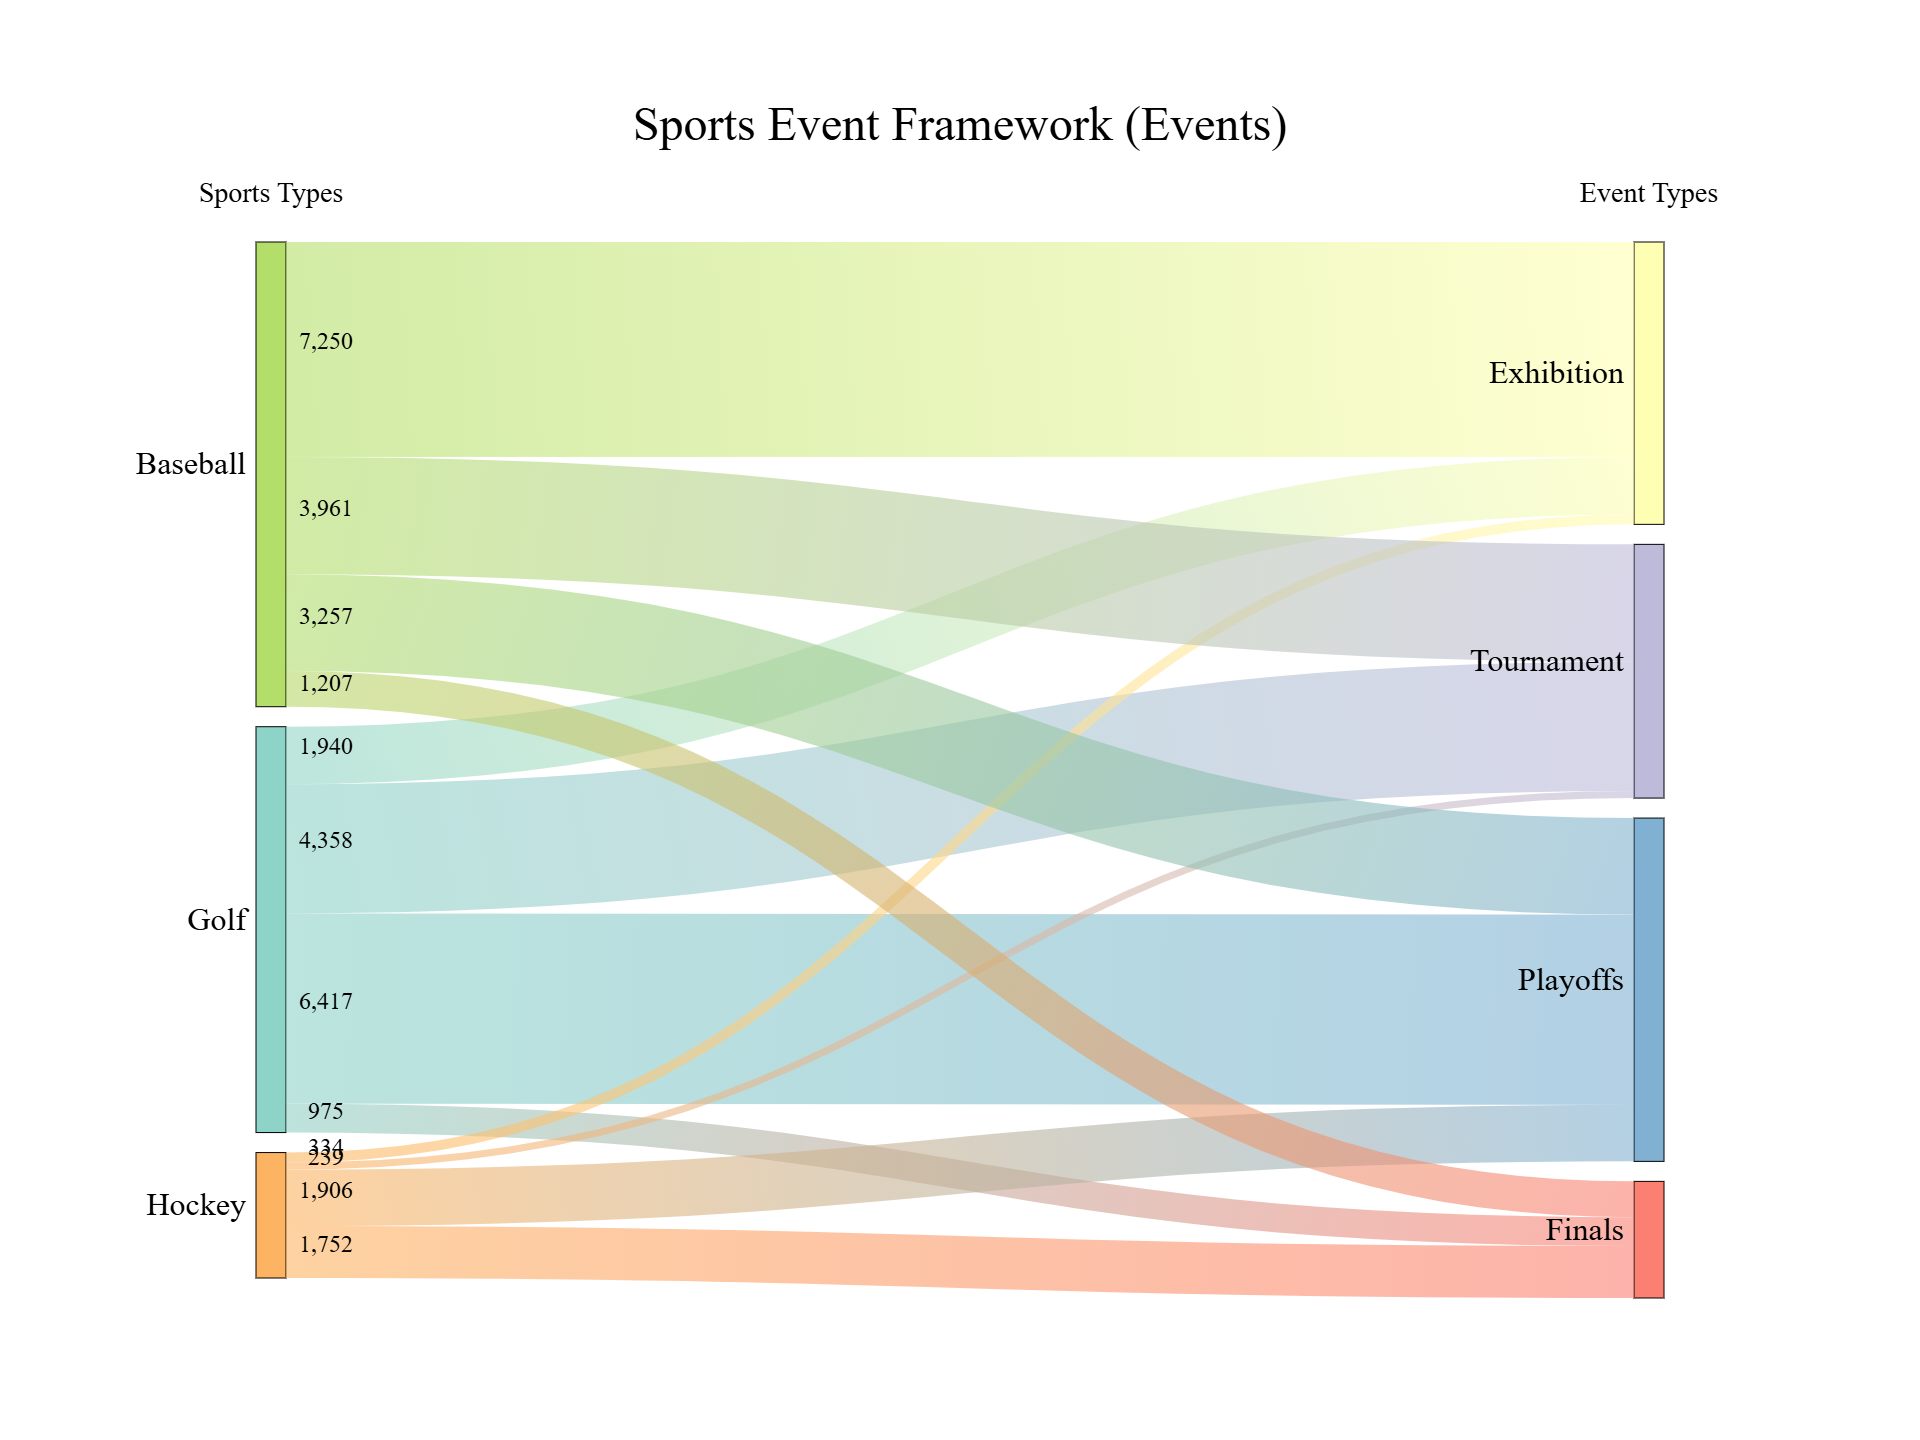 Sports Event Framework (Events)
Sports Types
Event Types
7,250
Exhibition
Baseball
3,961
3,257
Tournament
1,207
1,940
4,358
Golf
Playoffs
6,417
975
334
239
1,906
Hockey
Finals
1,752